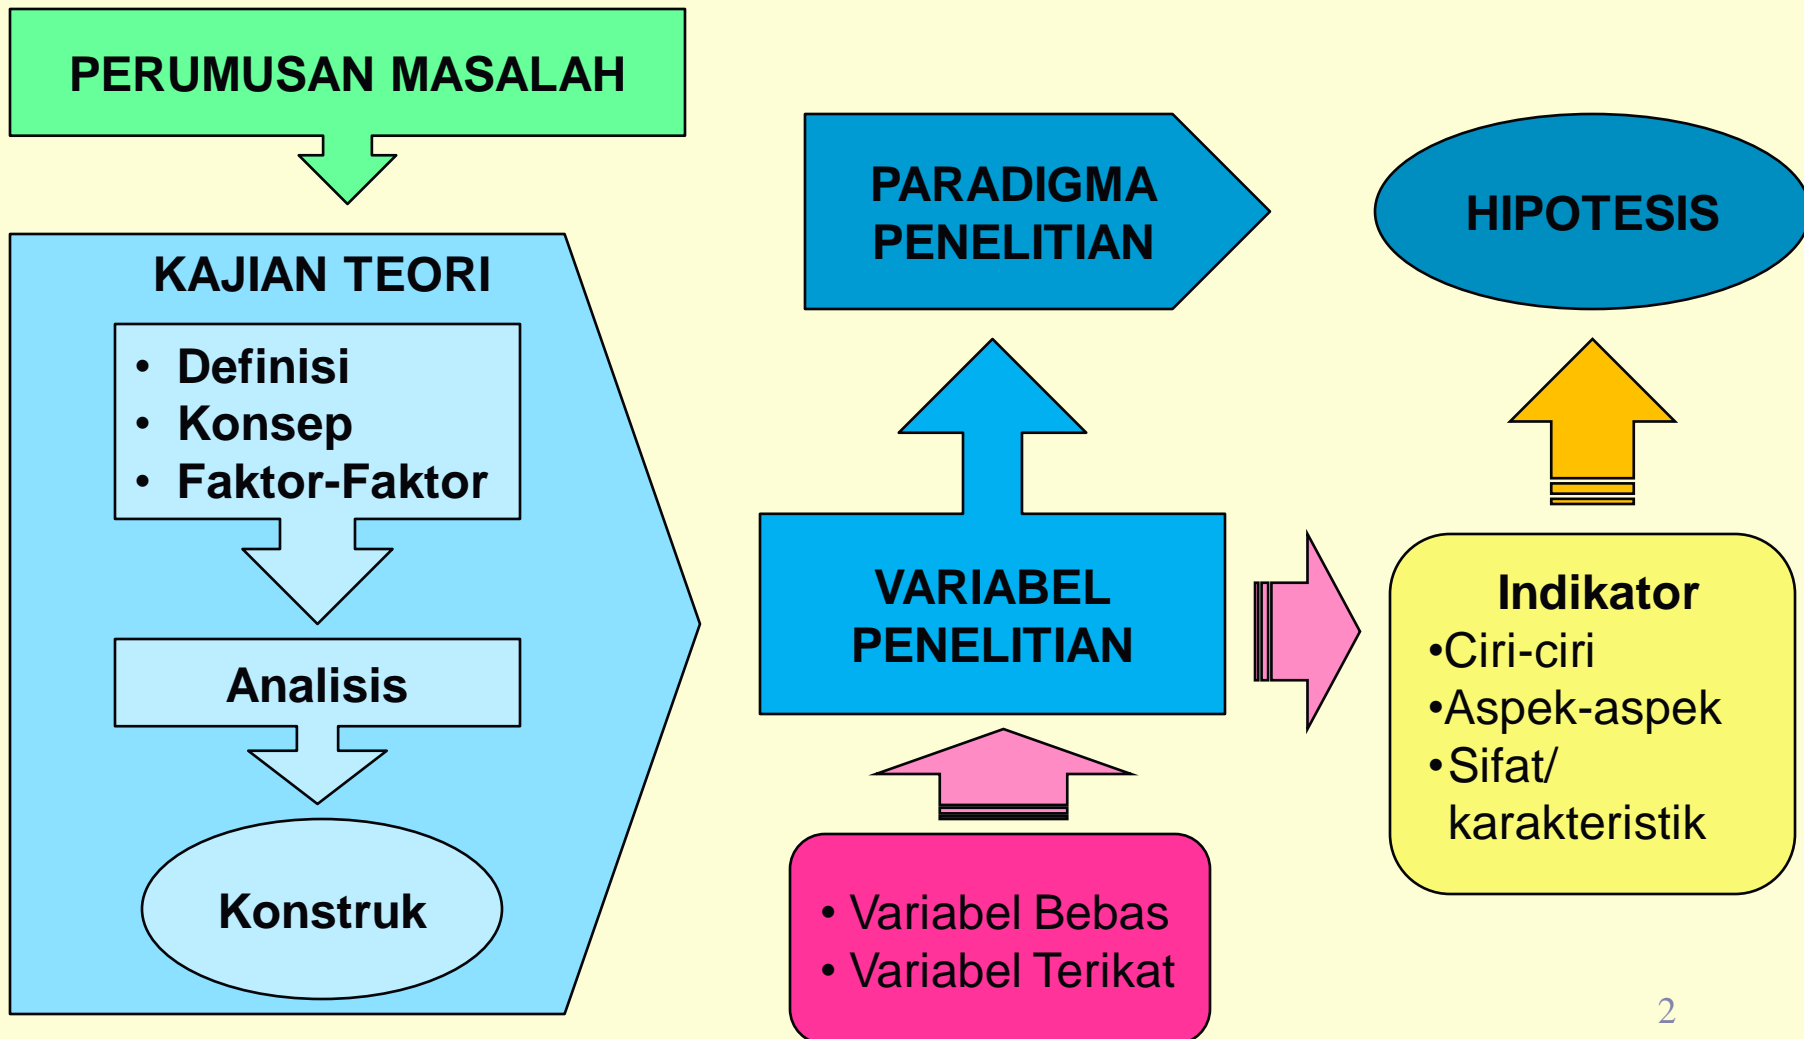 PERUMUSAN MASALAH
KAJIAN TEORI
• Definisi
• Konsep
• Faktor-Faktor
Analisis
Konstruk
PARADIGMA
PENELITIAN
VARIABEL
PENELITIAN
• Variabel Bebas
• Variabel Terikat
HIPOTESIS
Indikator
•Ciri-ciri
•Aspek-aspek
•Sifat/
karakteristik
2